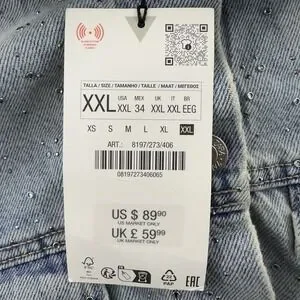 TALLA / SIZE / TAMANHO / TAILLE / MAAT / ΜΕΓΕΘΟΣ
XXL
USA XXL
MEX 34
UK XXL
IT XXL
BR EEG
XS S M L XL XXL
ART.: 8197/273/406
08197273406065
US $ 89.90
US MARKET ONLY
UK £ 59.99
UK MARKET ONLY
22
PAP
EAC